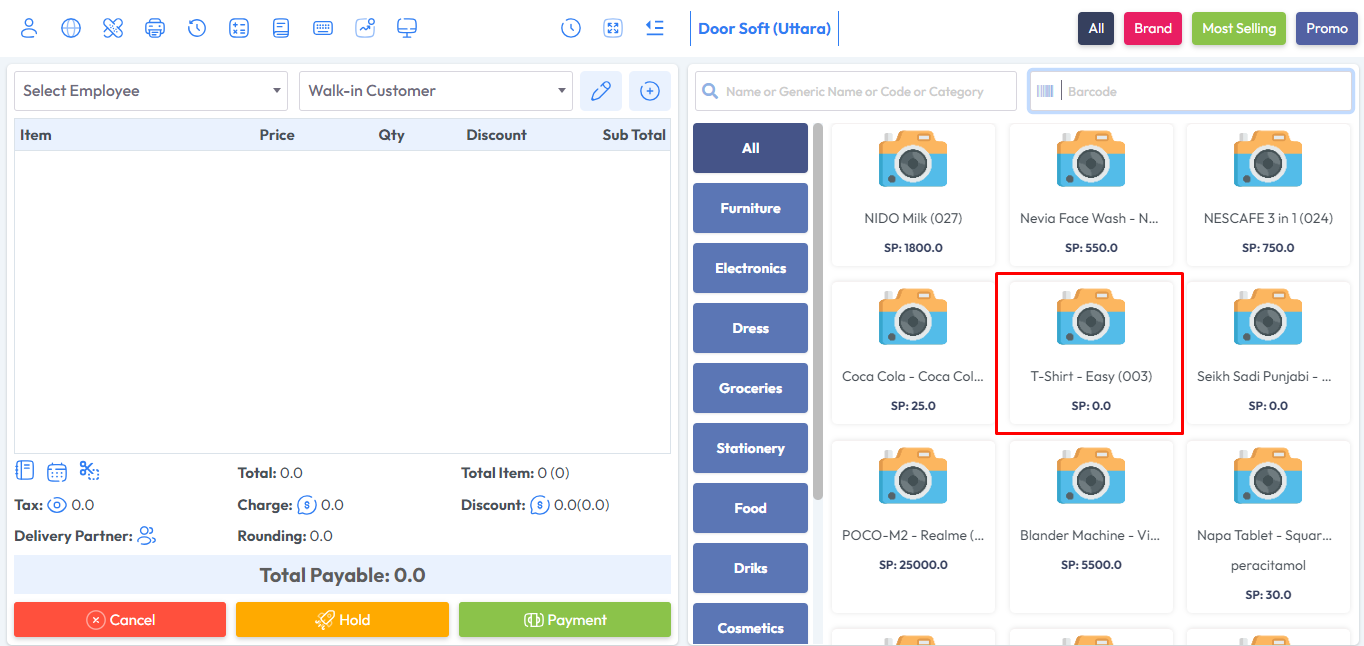 Door Soft (Uttara)
All
Brand
Most Selling
Promo
Select Employee
Walk-in Customer
Item Price Qty Discount Sub Total
Total: 0.0
Total Item: 0 (0)
Tax: 0.0
Charge: $ 0.0
Discount: $ 0.0(0.0)
Delivery Partner:
Rounding: 0.0
Total Payable: 0.0
Cancel
Hold
Payment
Name or Generic Name or Code or Category
Barcode
All
Furniture
Electronics
Dress
Groceries
Stationery
Food
Driks
Cosmetics
NIDO Milk (027)
SP: 1800.0
Nevia Face Wash - N...
SP: 550.0
NESCAFE 3 in 1 (024)
SP: 750.0
Coca Cola - Coca Col...
SP: 25.0
T-Shirt - Easy (003)
SP: 0.0
Seikh Sadi Punjabi - ...
SP: 0.0
POCO-M2 - Realme (...
SP: 25000.0
Blander Machine - Vi...
SP: 5500.0
Napa Tablet - Squar...
peracitamol
SP: 30.0